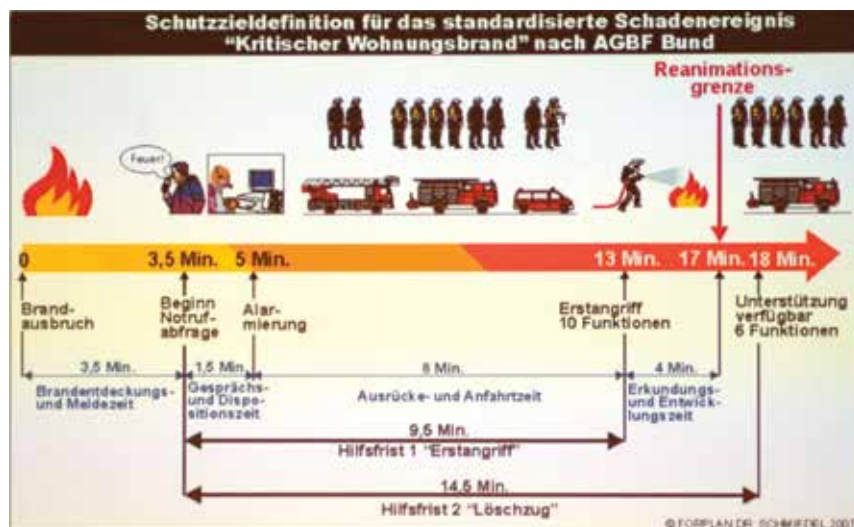 Schutzzieldefinition für das standardisierte Schadenereignis
"Kritischer Wohnungsbrand" nach AGBF Bund
Reanimations-
grenze
Feuer!
0
3,5 Min.
5 Min.
13 Min.
17 Min.
18 Min.
Brand-
ausbruch
Beginn
Notruf-
abfrage
Alar-
mierung
Erstangriff
10 Funktionen
Unterstützung
verfügbar
6 Funktionen
3,5 Min.
1,5 Min.
8 Min.
4 Min.
Brandentdeckungs-
und Meldezeit
Gesprächs-
und Dispo-
sitionszeit
Ausrücke- und Anfahrtzeit
Erkundungs-
und Entwick-
lungszeit
9,5 Min.
Hilfsfrist 1 "Erstangriff"
14,5 Min.
Hilfsfrist 2 "Löschzug"
© FORPLAN DR. SCHMIEDEL